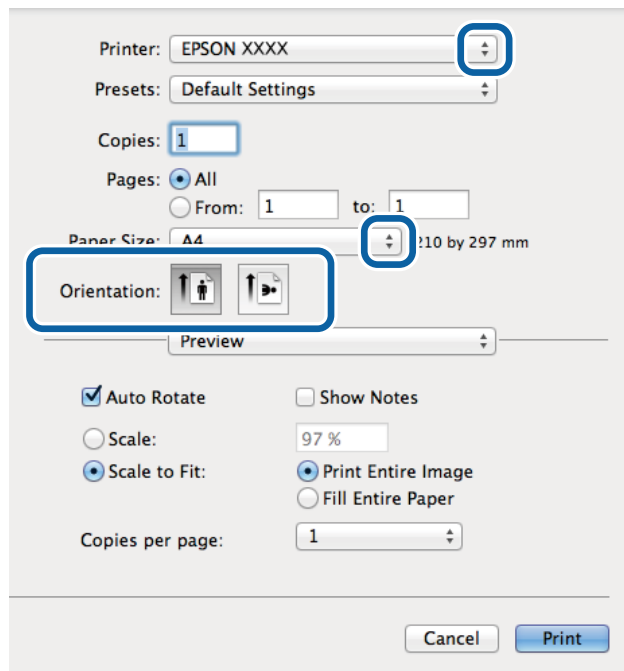 Printer: EPSON XXXX
Presets: Default Settings
Copies: 1
Pages: All
From: 1 to: 1
Paper Size: A4 210 by 297 mm
Orientation:
Preview
Auto Rotate Show Notes
Scale: 97 %
Scale to Fit: Print Entire Image
Fill Entire Paper
Copies per page: 1
Cancel Print